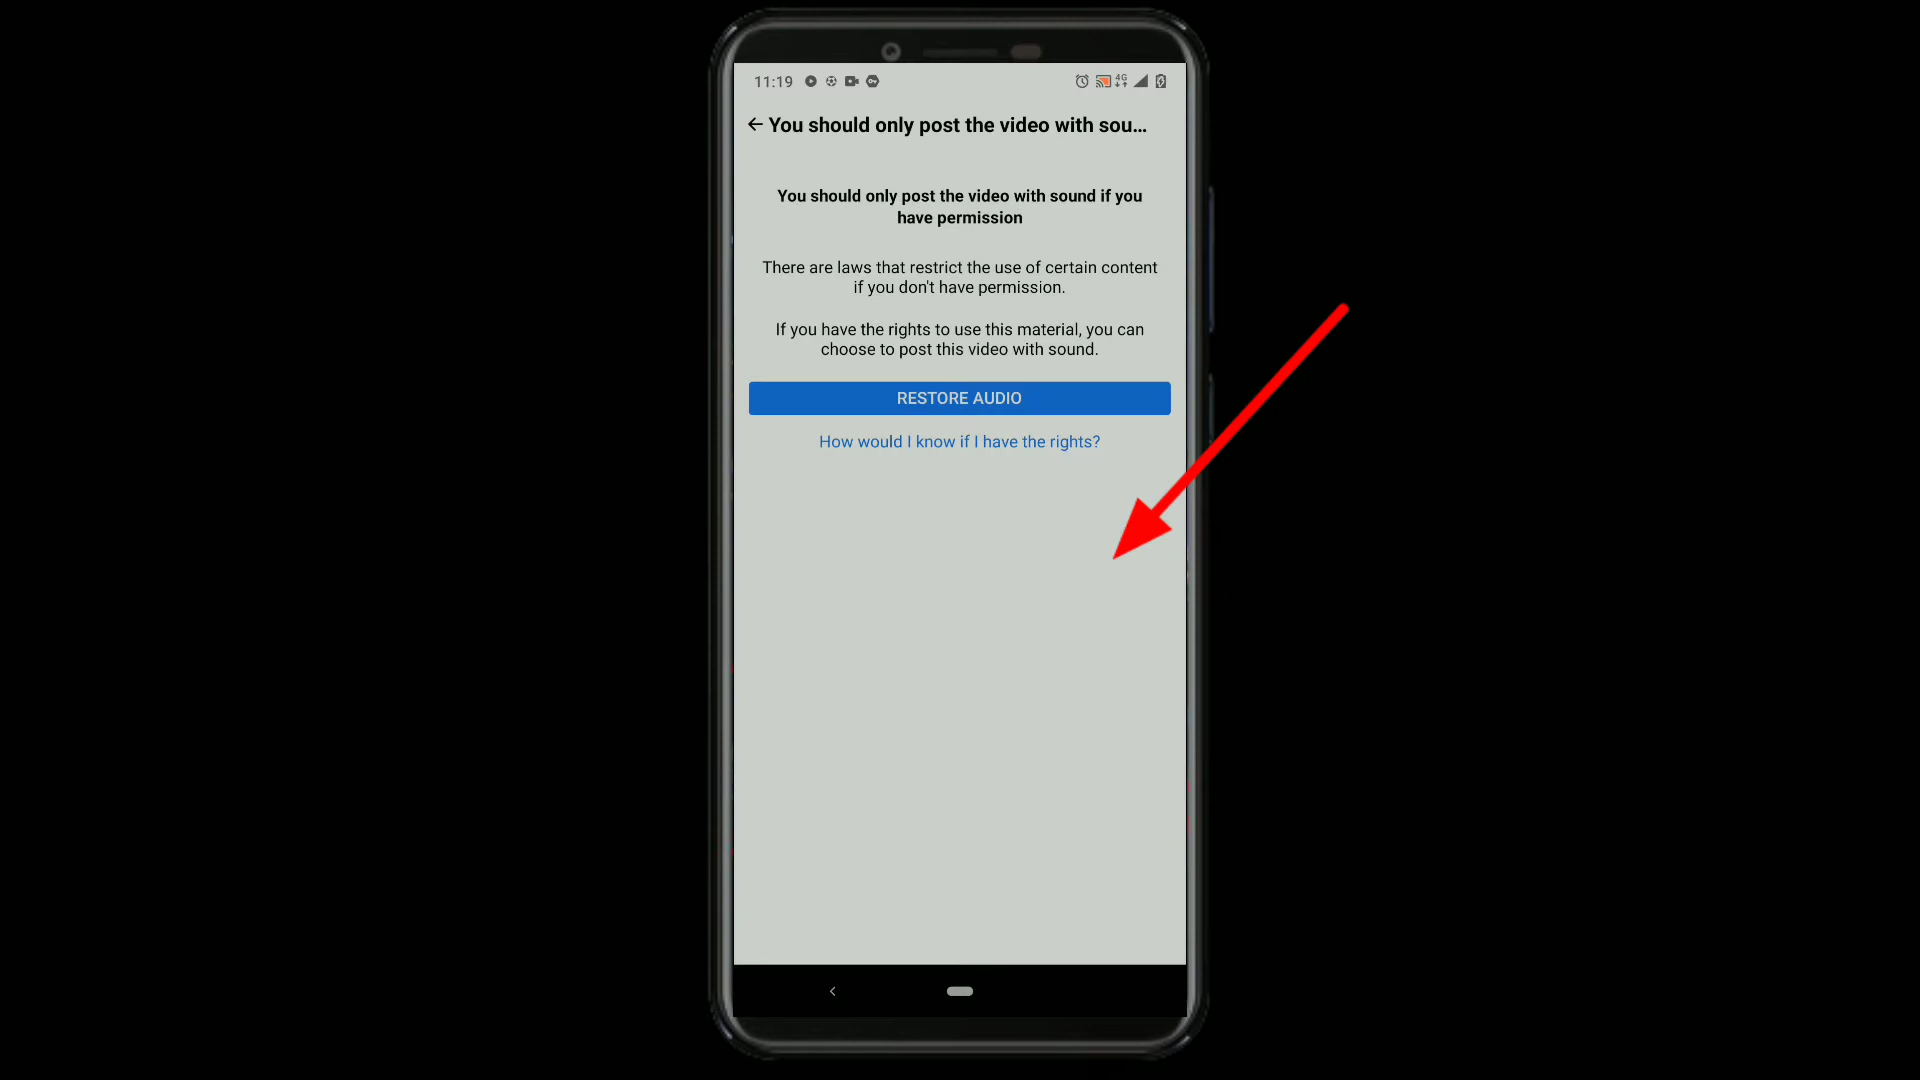 11:19
4G
You should only post the video with sou...
You should only post the video with sound if you
have permission
There are laws that restrict the use of certain content
if you don't have permission.
If you have the rights to use this material, you can
choose to post this video with sound.
RESTORE AUDIO
How would I know if I have the rights?